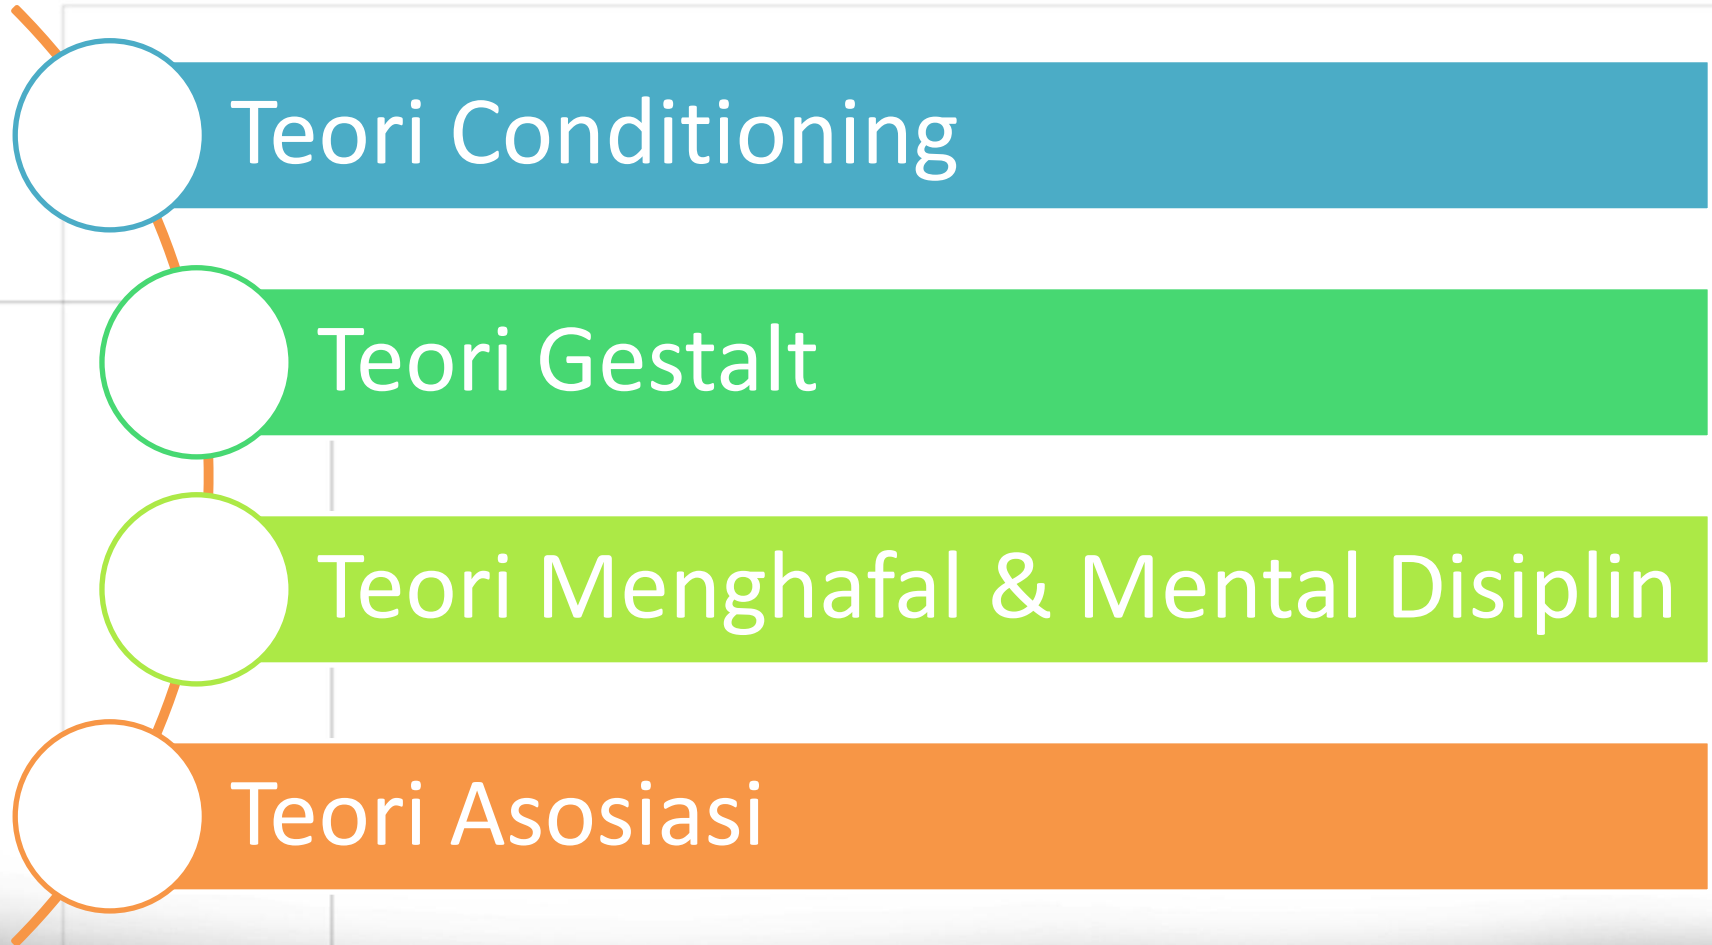 Teori Conditioning
Teori Gestalt
Teori Menghafal & Mental Disiplin
Teori Asosiasi